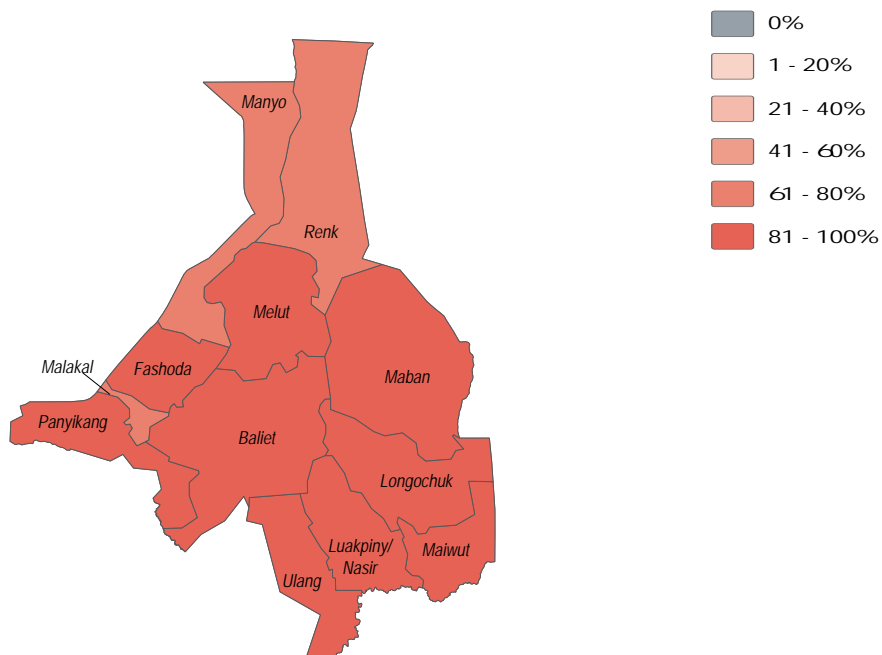 0%
1 - 20%
21 - 40%
41 - 60%
61 - 80%
81 - 100%
Manyo
Renk
Melut
Malakal
Fashoda
Maban
Panyikang
Baliet
Longochuk
Luakpiny/
Nasir
Maiwut
Ulang